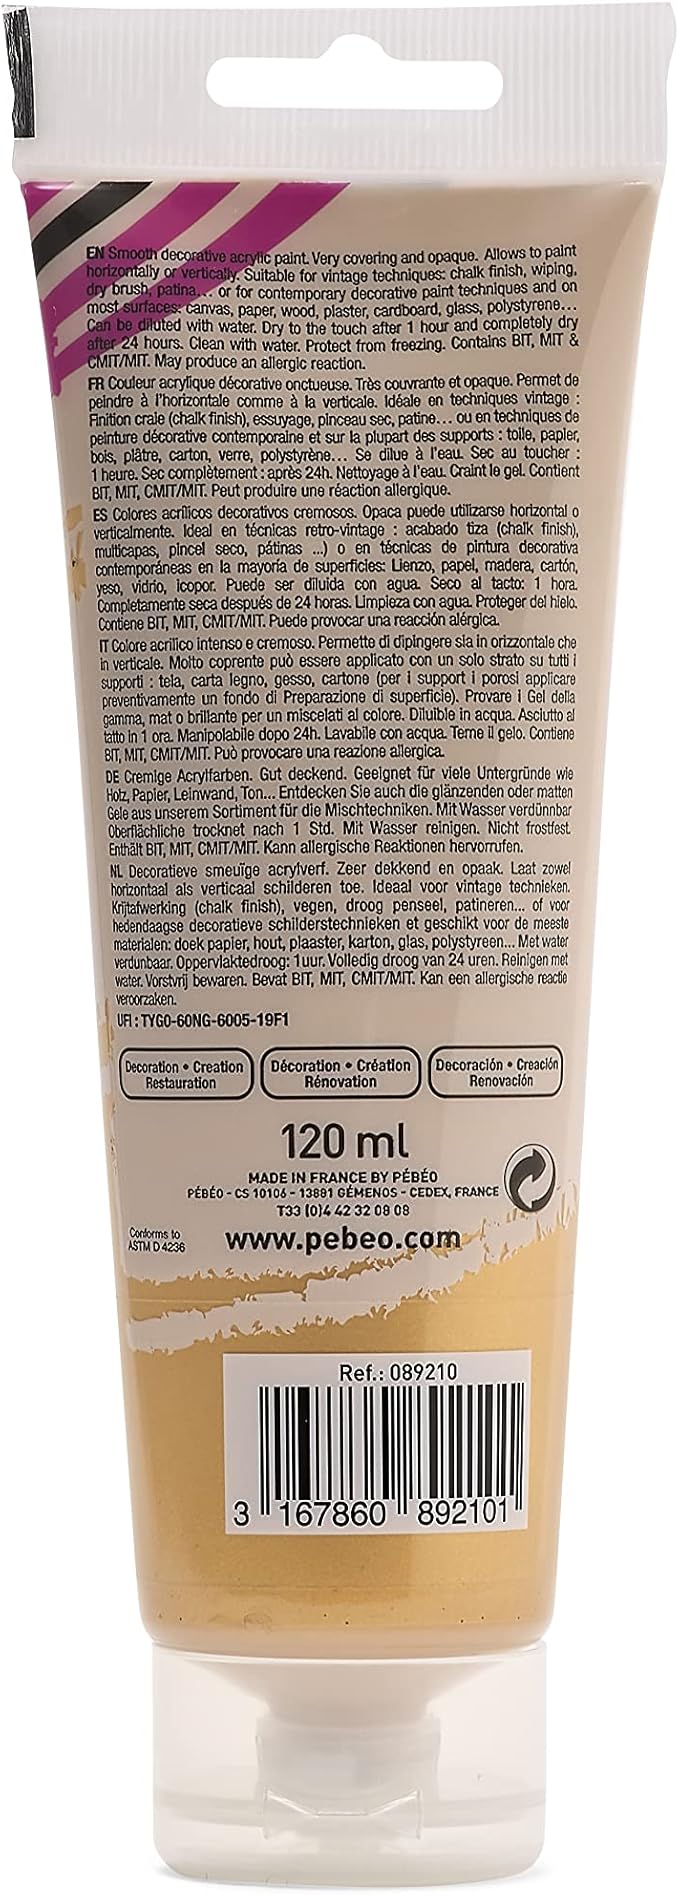 EN Smooth decorative acrylic paint. Very covering and opaque. Allows to paint
horizontally or vertically. Suitable for vintage techniques: chalk finish, wiping,
dry brush, patina... or for contemporary decorative paint techniques and on
most surfaces: canvas, paper, wood, plaster, cardboard, glass, polystyrene...
Can be diluted with water. Dry to the touch after 1 hour and completely dry
after 24 hours. Clean with water. Protect from freezing. Contains BIT, MIT &
CMIT/MIT. May produce an allergic reaction.
FR Couleur acrylique décorative onctueuse. Très couvrante et opaque. Permet de
peindre à l'horizontale comme à la verticale. Idéale en techniques vintage :
Finition craie (chalk finish), essuyage, pinceau sec, patine... ou en techniques de
peinture décorative contemporaine et sur la plupart des supports : toile, papier,
bois, plâtre, carton, verre, polystyrène... Se dilue à l'eau. Sec au toucher :
1 heure. Sec complètement : après 24h. Nettoyage à l'eau. Craint le gel. Contient
BIT, MIT, CMIT/MIT. Peut produire une réaction allergique.
ES Colores acrílicos decorativos cremosos. Opaca puede utilizarse horizontal o
verticalmente. Ideal en técnicas retro-vintage : acabado tiza (chalk finish),
multicapas, pincel seco, pátinas ...) o en técnicas de pintura decorativa
contemporáneas en la mayoría de superficies: Lienzo, papel, madera, cartón,
yeso, vidrio, icopor. Puede ser diluida con agua. Seco al tacto: 1 hora.
Completamente seca después de 24 horas. Limpieza con agua. Proteger del hielo.
Contiene BIT, MIT, CMIT/MIT. Puede provocar una reacción alérgica.
IT Colore acrilico intenso e cremoso. Permette di dipingere sia in orizzontale che
in verticale. Molto coprente può essere applicato con un solo strato su tutti i
supporti : tela, carta legno, gesso, cartone (per i support i porosi applicare
preventivamente un fondo di Preparazione di superficie). Provare i Gel della
gamma, mat o brillante per un miscelati al colore. Diluibile in acqua. Asciutto al
tatto in 1 ora. Manipolabile dopo 24h. Lavabile con acqua. Teme il gelo. Contiene
BIT, MIT, CMIT/MIT. Può provocare una reazione allergica.
DE Cremige Acrylfarben. Gut deckend. Geeignet für viele Untergründe wie
Holz, Papier, Leinwand, Ton... Entdecken Sie auch die glänzenden oder matten
Gele aus unserem Sortiment für die Mischtechniken. Mit Wasser verdünnbar
Oberflächliche trocknet nach 1 Std. Mit Wasser reinigen. Nicht frostfest.
Enthält BIT, MIT, CMIT/MIT. Kann allergische Reaktionen hervorrufen.
NL Decoratieve smeuïge acrylverf. Zeer dekkend en opaak. Laat zowel
horizontaal als verticaal schilderen toe. Ideaal voor vintage technieken.
Krijtafwerking (chalk finish), vegen, droog penseel, patineren... of voor
hedendaagse decoratieve schilderstechnieken et geschikt voor de meeste
materialen: doek papier, hout, plaaster, karton, glas, polystyreen... Met water
verdunbaar. Oppervlaktedroog: 1uur. Volledig droog van 24 uren. Reinigen met
water. Vorstvrij bewaren. Bevat BIT, MIT, CMIT/MIT. Kan een allergische reactie
veroorzaken.
UFI : TYG0-60NG-6005-19F1
Decoration • Creation
Restauration
Décoration • Création
Rénovation
Decoración • Creación
Renovación
120 ml
MADE IN FRANCE BY PÉBÉO
PÉBÉO - CS 10106 - 13881 GÉMENOS - CEDEX, FRANCE
T33 (0)4 42 32 08 08
Conforms to
ASTM D 4236
www.pebeo.com
Ref.: 089210
3 167860 892101